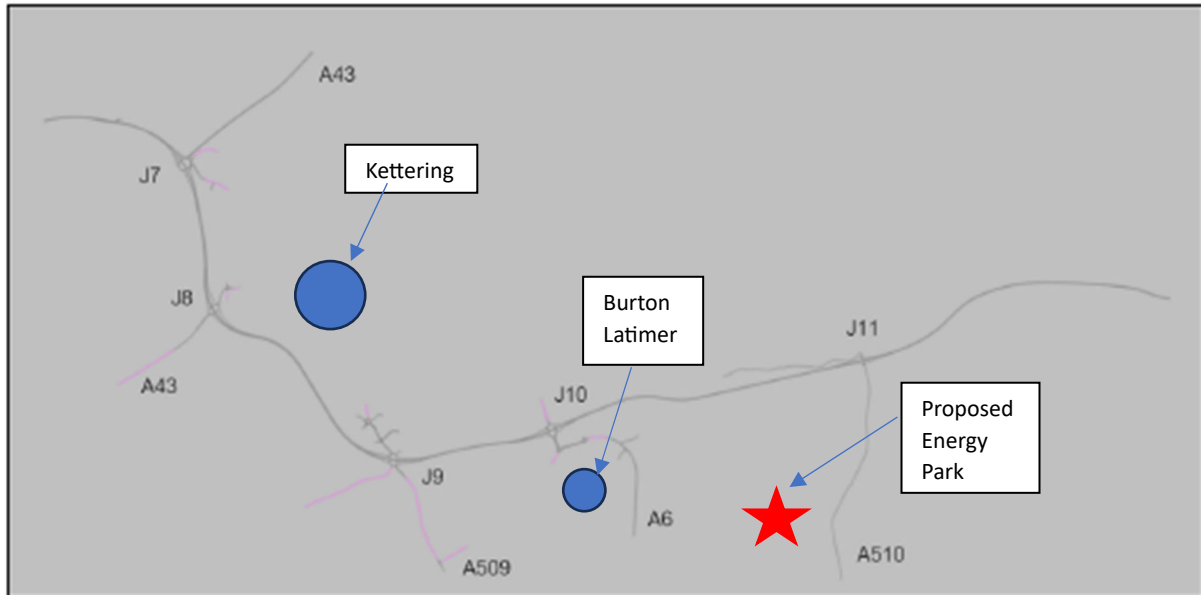 A43
J7
Kettering
J8
Burton
Latimer
J11
A43
J10
Proposed
Energy
Park
J9
A6
A510
A509